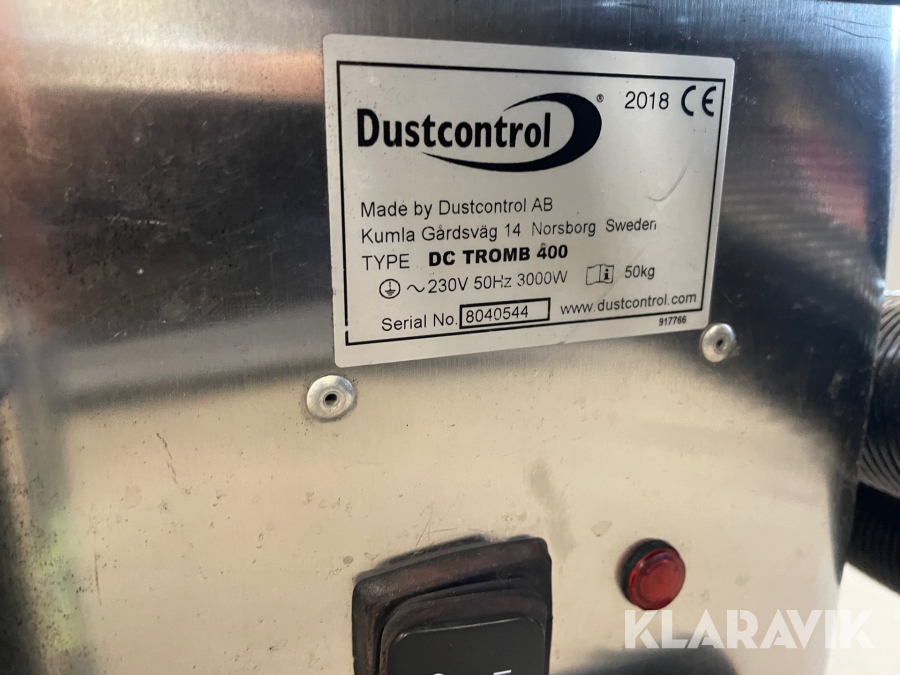 Dustcontrol® 2018 CE
Made by Dustcontrol AB
Kumla Gårdsväg 14 Norsborg Sweden
TYPE DC TROMB 400
~230V 50Hz 3000W 50kg
Serial No. 8040544 www.dustcontrol.com
917766
KLARAVIK